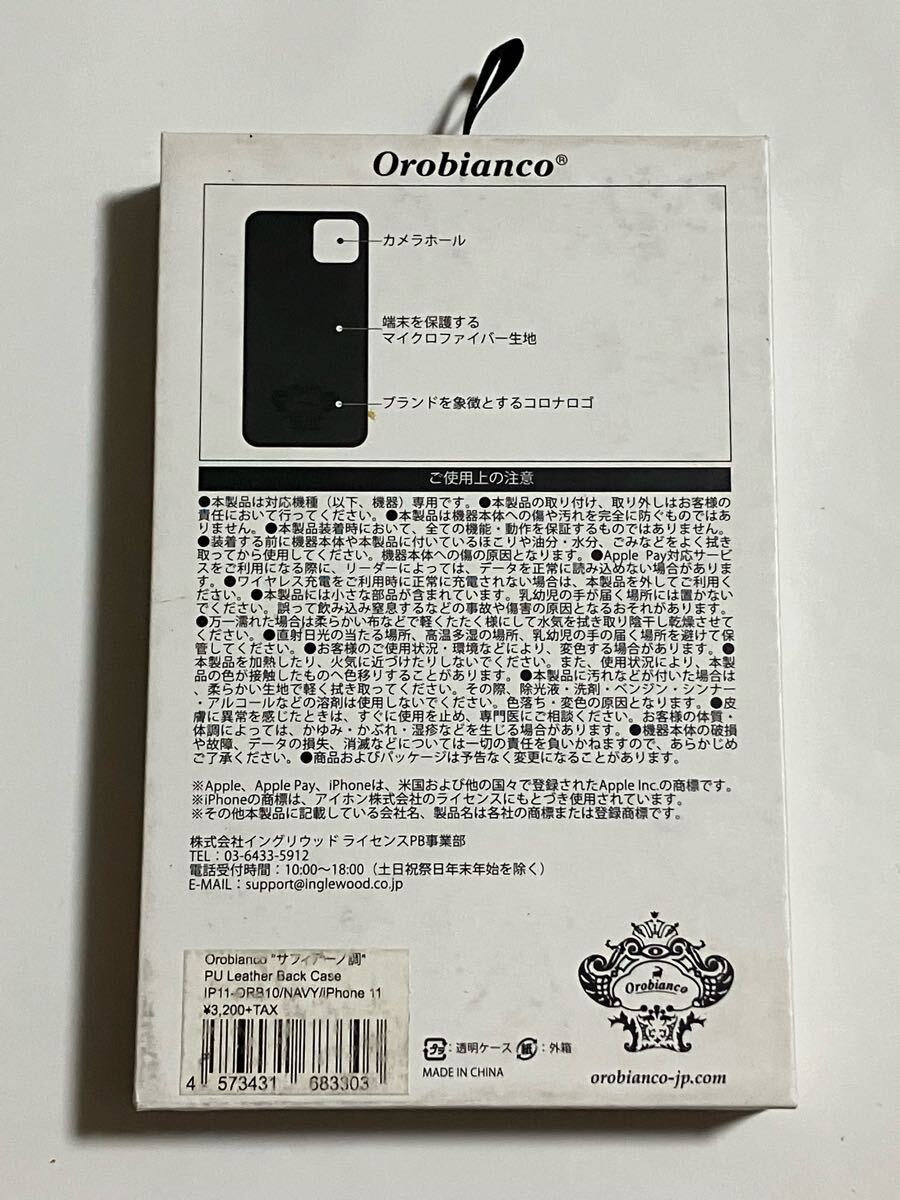 Orobianco®
カメラホール
端末を保護する
マイクロファイバー生地
ブランドを象徴とするコロナロゴ
ご使用上の注意
●本製品は対応機種（以下、機器）専用です。●本製品の取り付け、取り外しはお客様の
責任において行ってください。●本製品は機器本体への傷や汚れを完全に防ぐものではあ
りません。●本製品装着時において、全ての機能・動作を保証するものではありません。
●装着する前に機器本体や本製品に付いているほこりや油分・水分、ごみなどをよく拭き
取ってから使用してください。機器本体への傷の原因となります。●Apple Pay対応サービ
スをご利用になる際に、リーダーによっては、データを正常に読み込めない場合がありま
す。●ワイヤレス充電をご利用時に正常に充電されない場合は、本製品を外してご利用く
ださい。●本製品には小さな部品が含まれています。乳幼児の手が届く場所には置かない
でください。誤って飲み込み窒息するなどの事故や傷害の原因となるおそれがあります。
●万一濡れた場合は柔らかい布などで軽くたたく様にして水気を拭き取り陰干し乾燥させて
ください。●直射日光の当たる場所、高温多湿の場所、乳幼児の手の届く場所を避けて保
管してください。●お客様のご使用状況・環境などにより、変色する場合があります。●
本製品を加熱したり、火気に近づけたりしないでください。また、使用状況により、本製
品の色が接触したものへ色移りすることがあります。●本製品に汚れなどが付いた場合は
、柔らかい生地で軽く拭き取ってください。その際、除光液・洗剤・ベンジン・シンナー
・アルコールなどの溶剤は使用しないでください。色落ち・変色の原因となります。●皮
膚に異常を感じたときは、すぐに使用を止め、専門医にご相談ください。お客様の体質・
体調によっては、かゆみ・かぶれ・湿疹などを生じる場合があります。●機器本体の破損
や故障、データの損失、消滅などについては一切の責任を負いかねますので、あらかじめ
ご了承ください。●商品およびパッケージは予告なく変更になることがあります。
※Apple、Apple Pay、iPhoneは、米国および他の国々で登録されたApple Inc.の商標です。
※iPhoneの商標は、アイホン株式会社のライセンスにもとづき使用されています。
※その他本製品に記載している会社名、製品名は各社の商標または登録商標です。
株式会社イングリウッド ライセンスPB事業部
TEL：03-6433-5912
電話受付時間：10:00〜18:00（土日祝祭日年末年始を除く）
E-MAIL：support@inglewood.co.jp
Orobianco "サフィアーノ調"
PU Leather Back Case
IP11-ORB10/NAVY/iPhone 11
¥3,200+TAX
4 573431 683303
プラ：透明ケース 紙：外箱
MADE IN CHINA
Orobianco
orobianco-jp.com